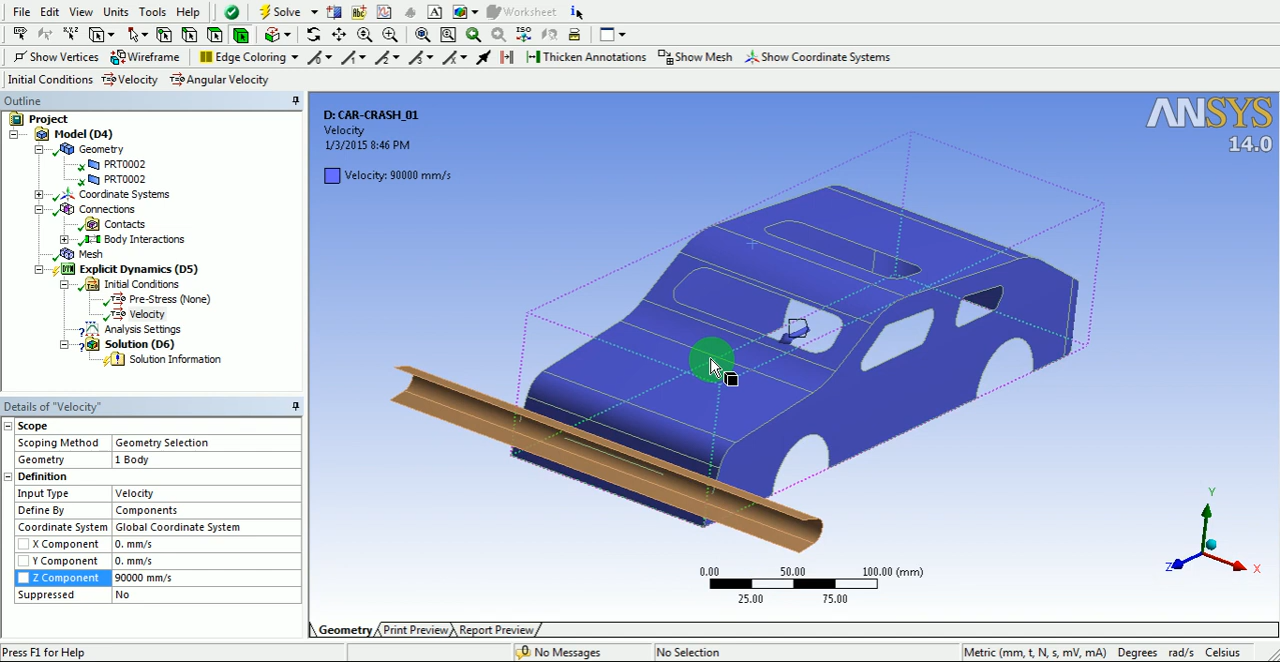 File Edit View Units Tools Help Solve Worksheet
Show Vertices Wireframe Edge Coloring Thicken Annotations Show Mesh Show Coordinate Systems
Initial Conditions Velocity Angular Velocity
Outline
Project
Model (D4)
Geometry
PRT0002
PRT0002
Coordinate Systems
Connections
Contacts
Body Interactions
Mesh
Explicit Dynamics (D5)
Initial Conditions
Pre-Stress (None)
Velocity
Analysis Settings
Solution (D6)
Solution Information
Details of "Velocity"
Scope
Scoping Method Geometry Selection
Geometry 1 Body
Definition
Input Type Velocity
Define By Components
Coordinate System Global Coordinate System
X Component 0. mm/s
Y Component 0. mm/s
Z Component 90000 mm/s
Suppressed No
D: CAR-CRASH_01
Velocity
1/3/2015 8:46 PM
Velocity: 90000 mm/s
ANSYS
14.0
Y
Z
X
0.00 50.00 100.00 (mm)
25.00 75.00
Geometry Print Preview Report Preview
Press F1 for Help No Messages No Selection Metric (mm, t, N, s, mV, mA) Degrees rad/s Celsius